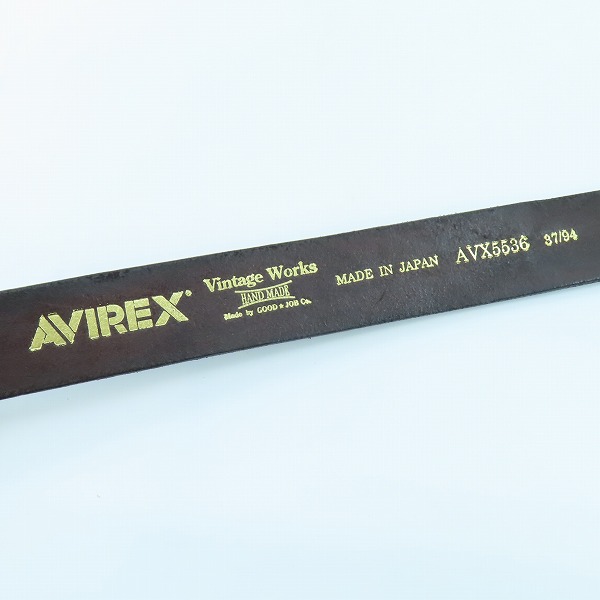 AVIREX®
Vintage Works
HAND MADE
Made by GOOD★JOB Co.
MADE IN JAPAN AVX5536 37/94